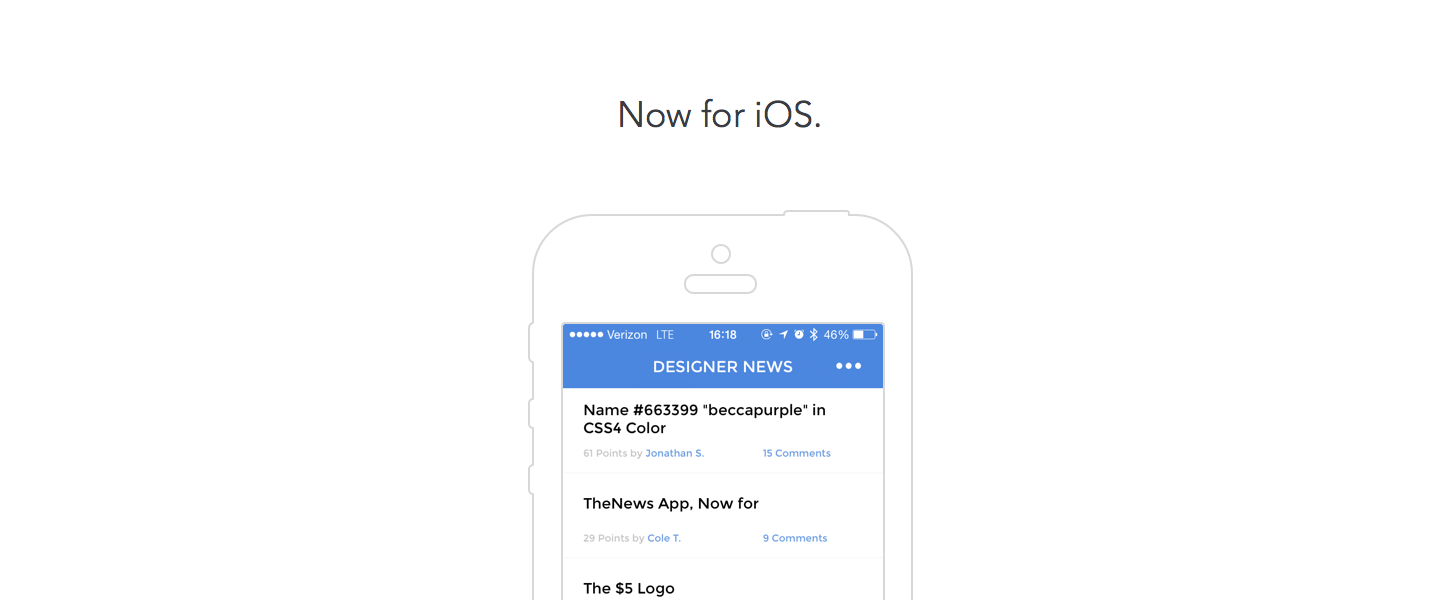 Now for iOS.
Verizon LTE 16:18 46%
DESIGNER NEWS
Name #663399 "beccapurple" in
CSS4 Color
61 Points by Jonathan S. 15 Comments
TheNews App, Now for
29 Points by Cole T. 9 Comments
The $5 Logo